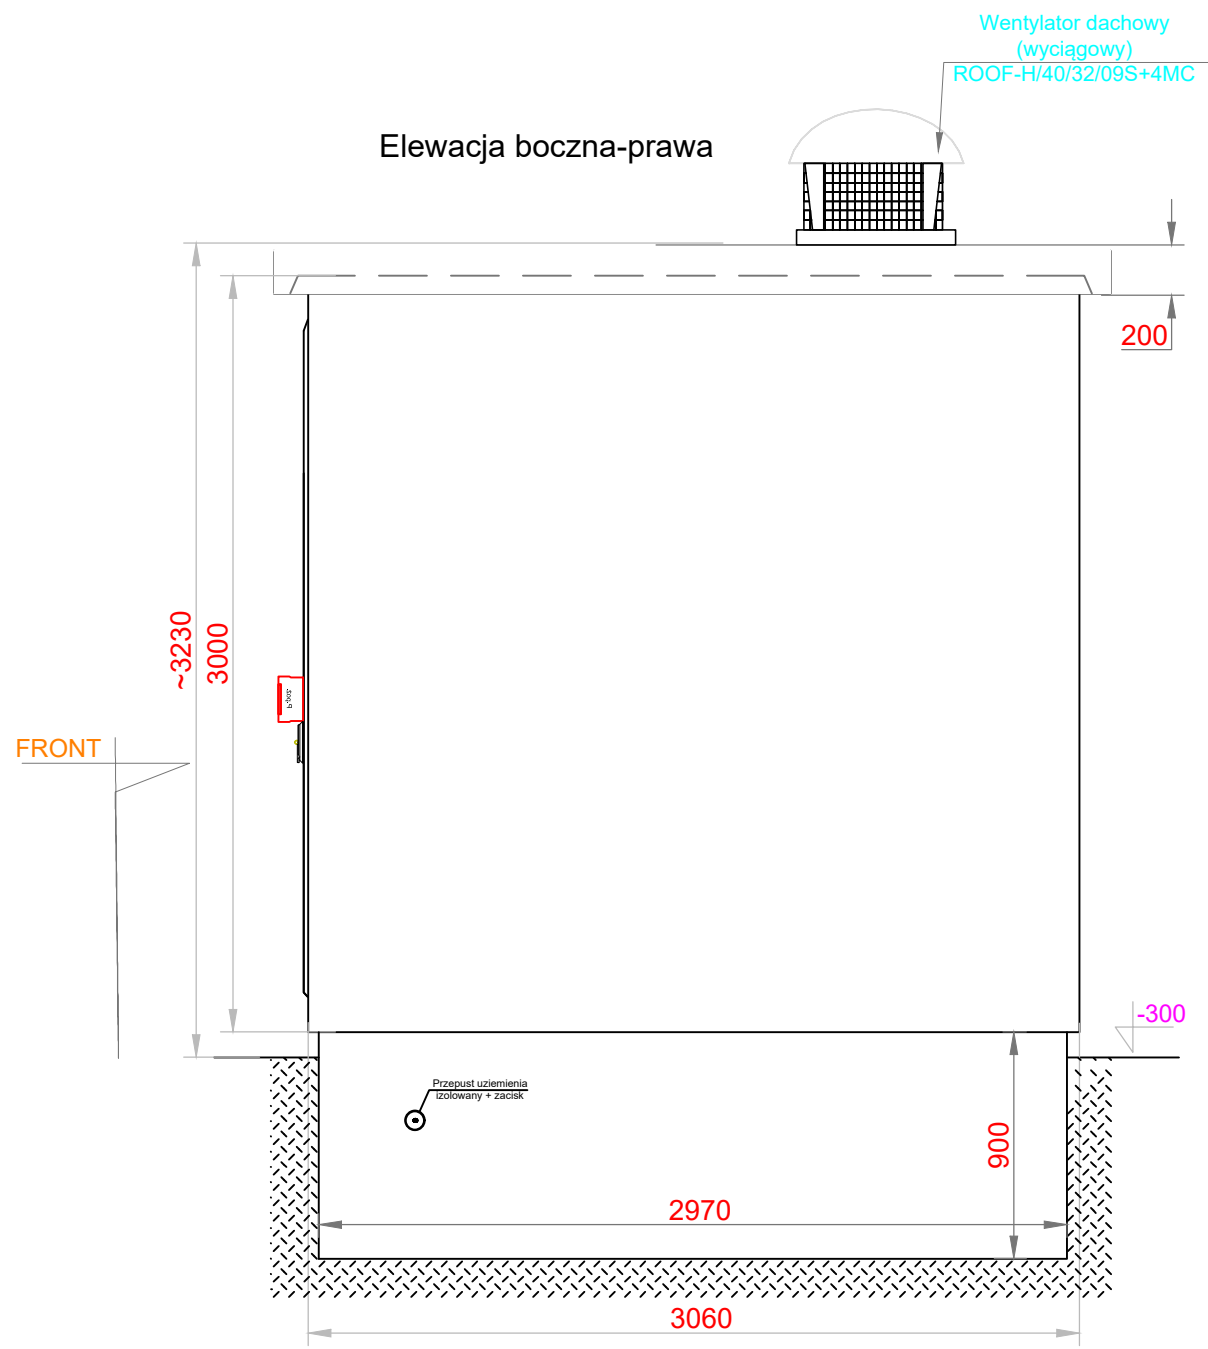 Wentylator dachowy
(wyciągowy)
ROOF-H/40/32/09S+4MC
Elewacja boczna-prawa
200
~3230
3000
FRONT
-300
Przepust uziemienia
izolowany + zacisk
900
2970
3060